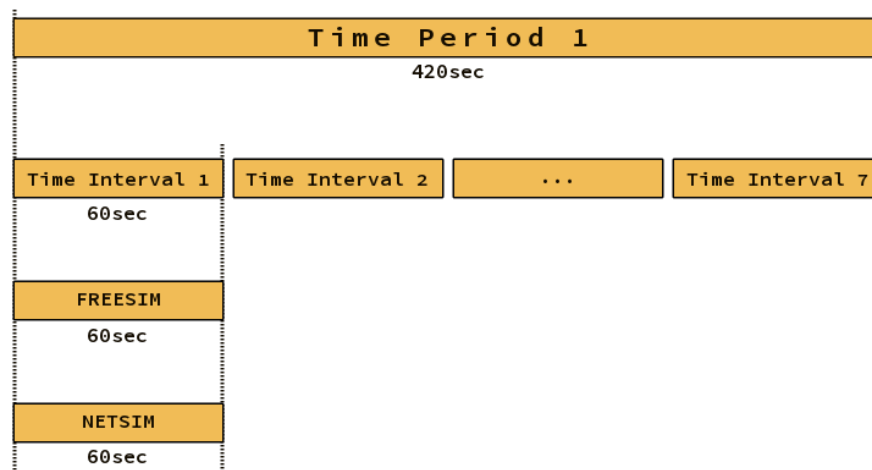 Time Period 1
420sec
Time Interval 1 Time Interval 2 ... Time Interval 7
60sec
FREESIM
60sec
NETSIM
60sec